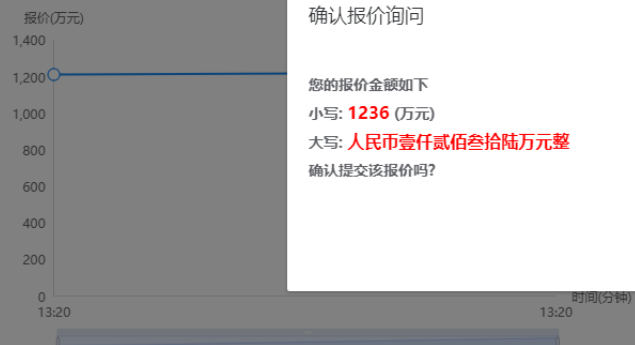 报价(万元)
1,400
1,200
1,000
800
600
400
200
0
13:20
13:20
时间(分钟)
确认报价询问
您的报价金额如下
小写: 1236 (万元)
大写: 人民币壹仟贰佰叁拾陆万元整
确认提交该报价吗?